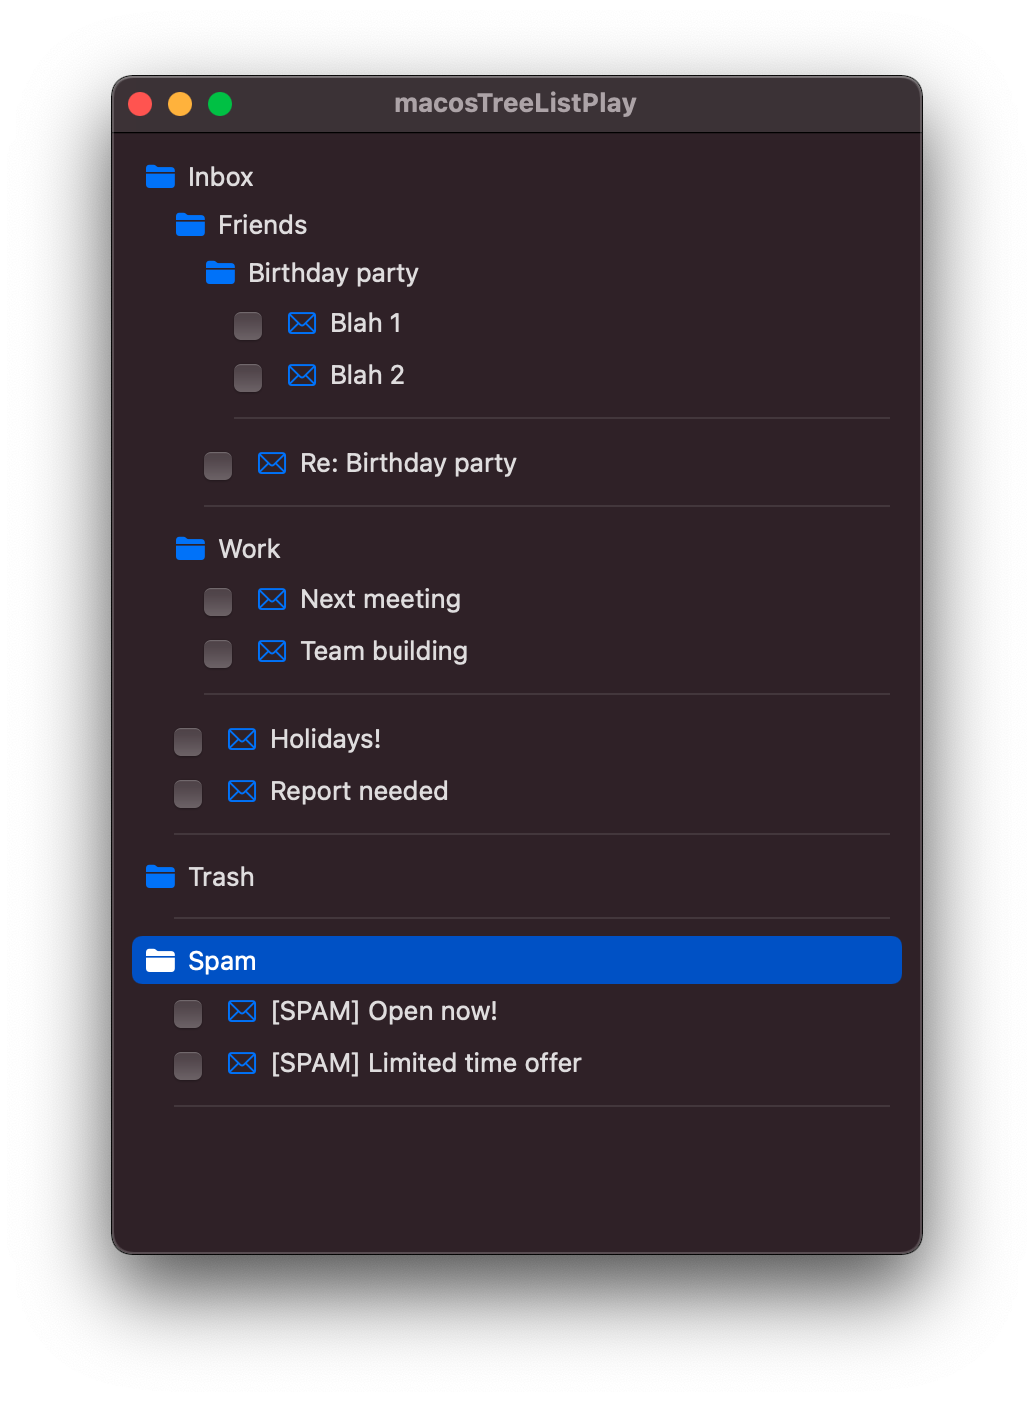 macosTreeListPlay
Inbox
Friends
Birthday party
Blah 1
Blah 2
Re: Birthday party
Work
Next meeting
Team building
Holidays!
Report needed
Trash
Spam
[SPAM] Open now!
[SPAM] Limited time offer